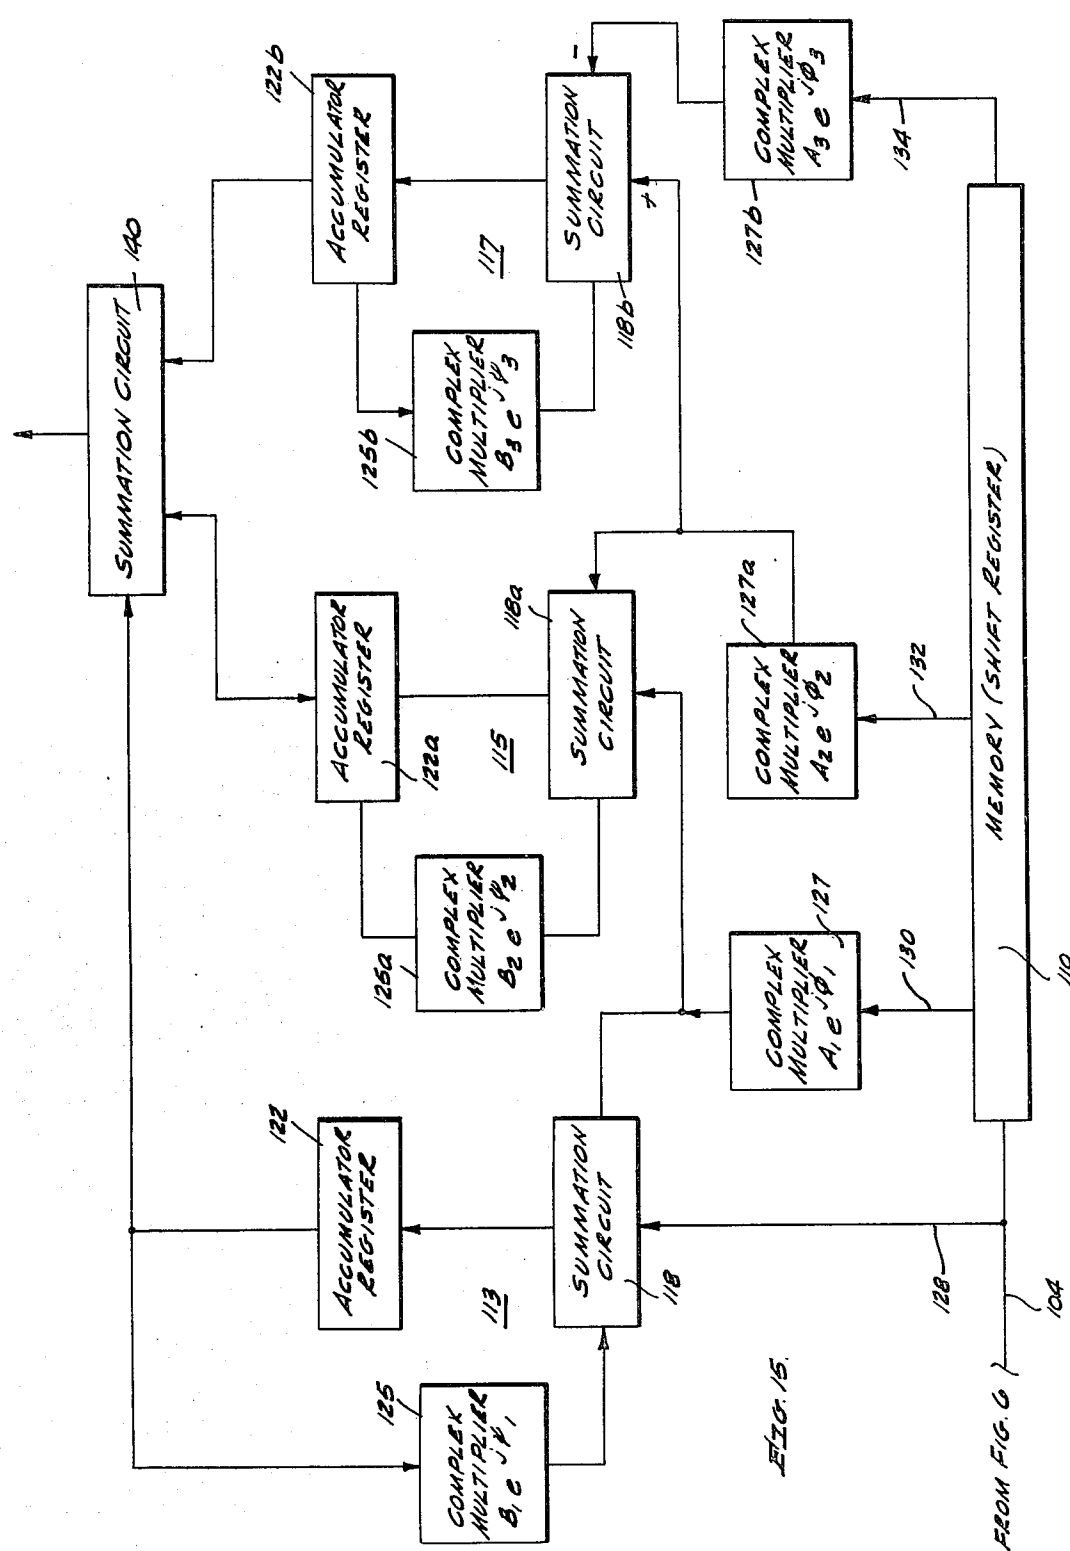 140
SUMMATION CIRCUIT
122
ACCUMULATOR
REGISTER
122a
ACCUMULATOR
REGISTER
122b
ACCUMULATOR
REGISTER
125
COMPLEX
MULTIPLIER
B1 e^jψ1
113
125a
COMPLEX
MULTIPLIER
B2 e^jψ2
115
125b
COMPLEX
MULTIPLIER
B3 e^jψ3
117
118
SUMMATION
CIRCUIT
118a
SUMMATION
CIRCUIT
118b
SUMMATION
CIRCUIT
+
-
127
COMPLEX
MULTIPLIER
A1 e^jϕ1
127a
COMPLEX
MULTIPLIER
A2 e^jϕ2
127b
COMPLEX
MULTIPLIER
A3 e^jϕ3
128
130
132
134
MEMORY (SHIFT REGISTER)
110
104
FROM FIG. 6
FIG. 15.